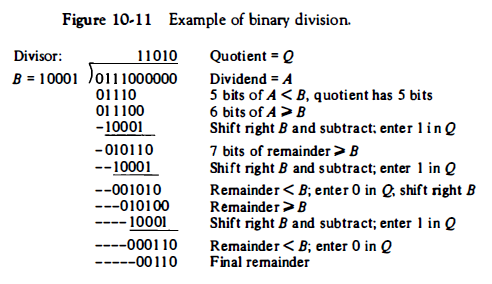 Figure 10-11 Example of binary division.
Divisor: 11010 Quotient = Q
B = 10001 )0111000000 Dividend = A
01110 5 bits of A < B, quotient has 5 bits
011100 6 bits of A ⩾ B
-10001 Shift right B and subtract; enter 1 in Q
-010110 7 bits of remainder ⩾ B
--10001 Shift right B and subtract; enter 1 in Q
--001010 Remainder < B; enter 0 in Q; shift right B
---010100 Remainder ⩾ B
----10001 Shift right B and subtract; enter 1 in Q
----000110 Remainder < B; enter 0 in Q
-----00110 Final remainder